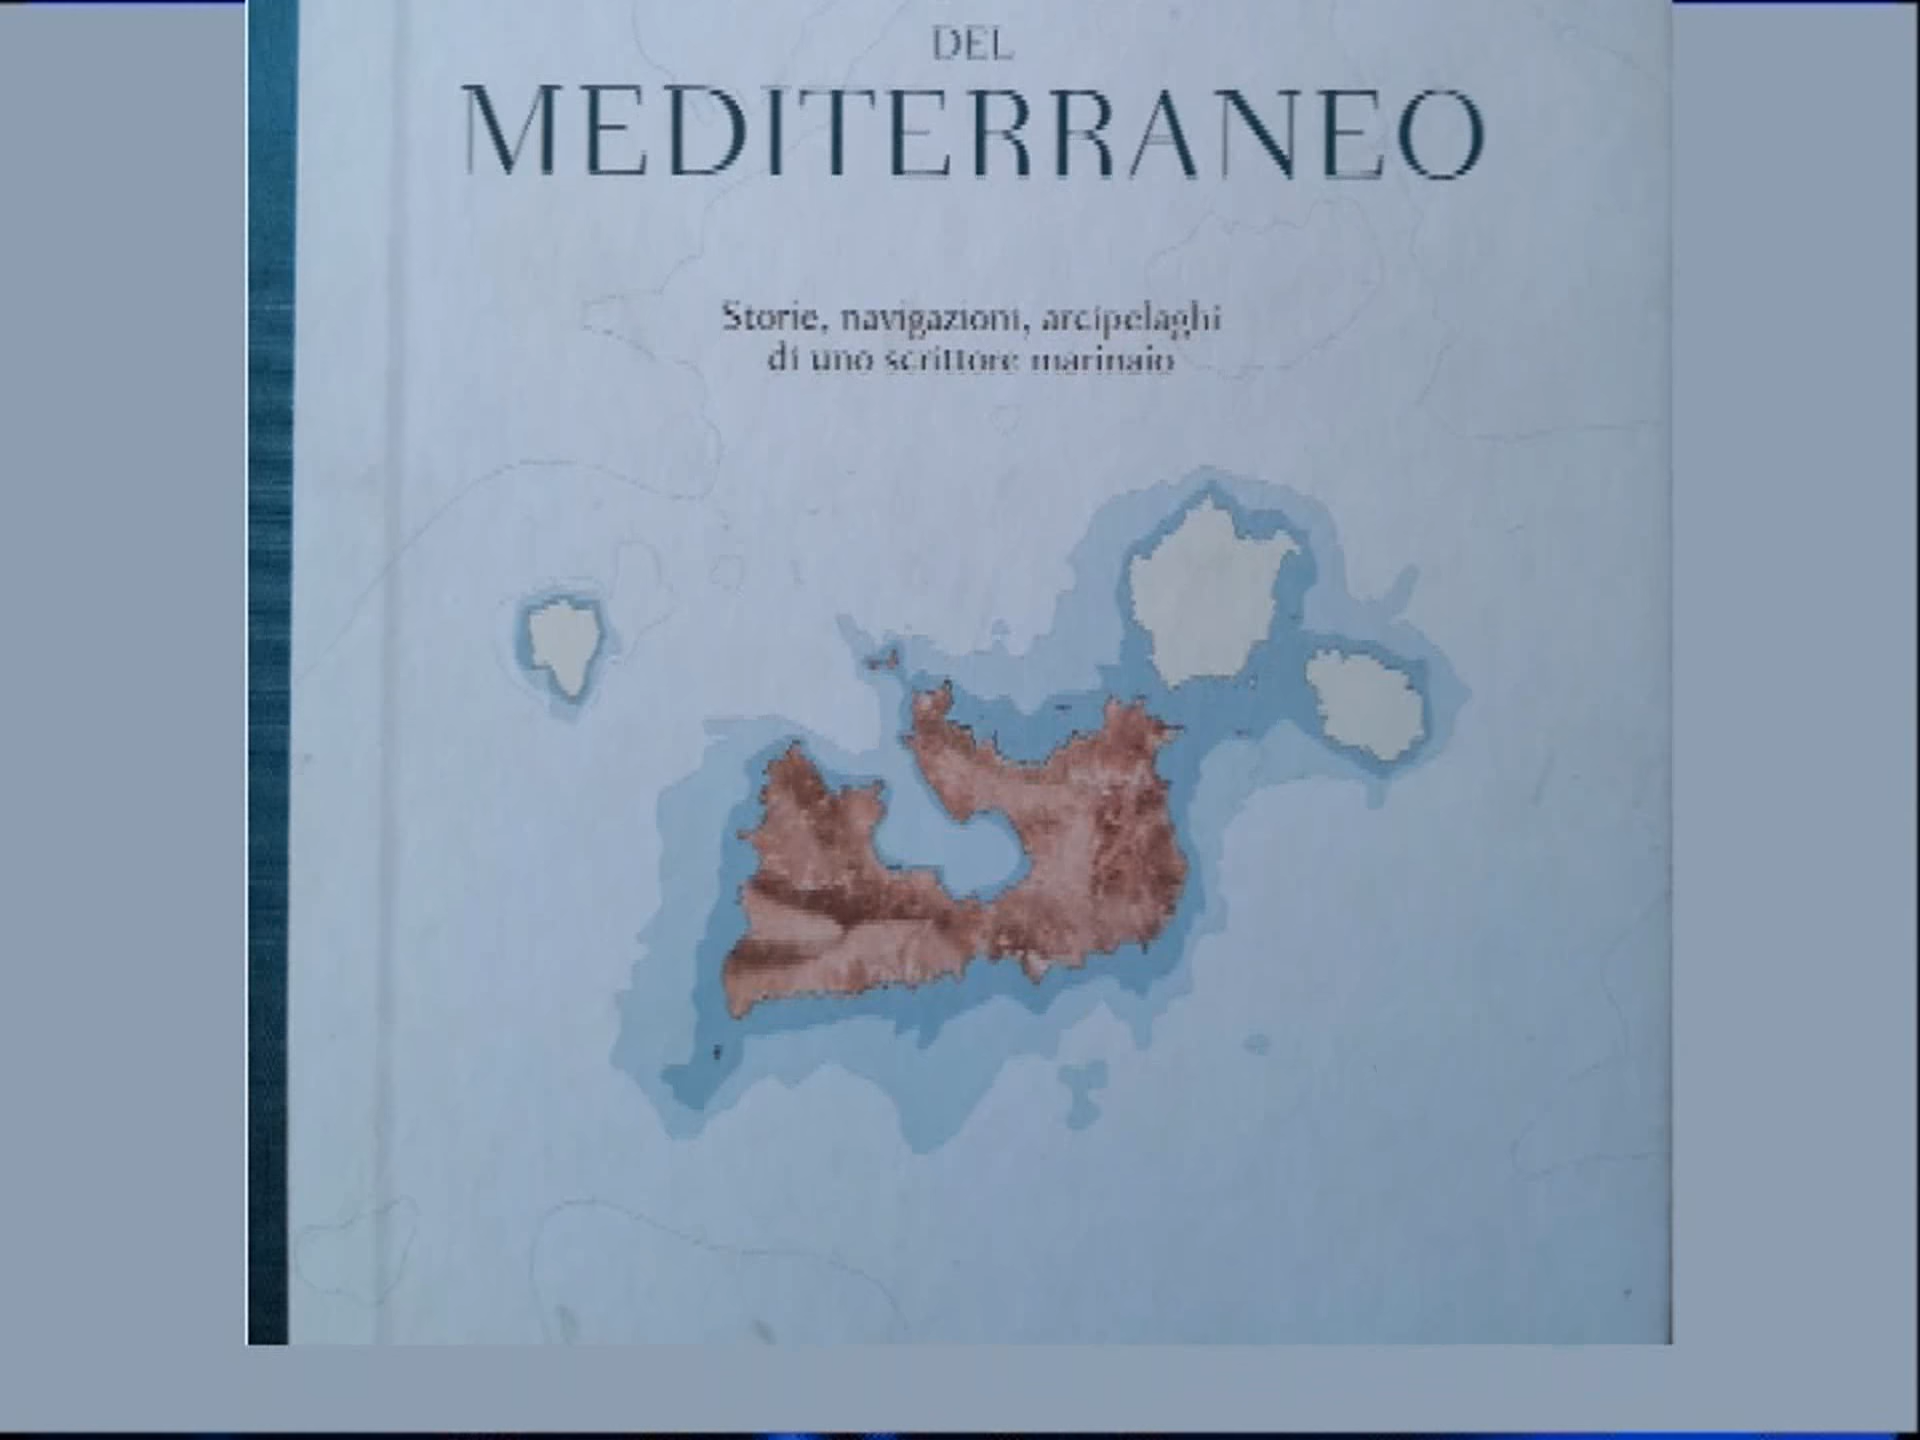 DEL
MEDITERRANEO
Storie, navigazioni, arcipelaghi
di uno scrittore marinaio